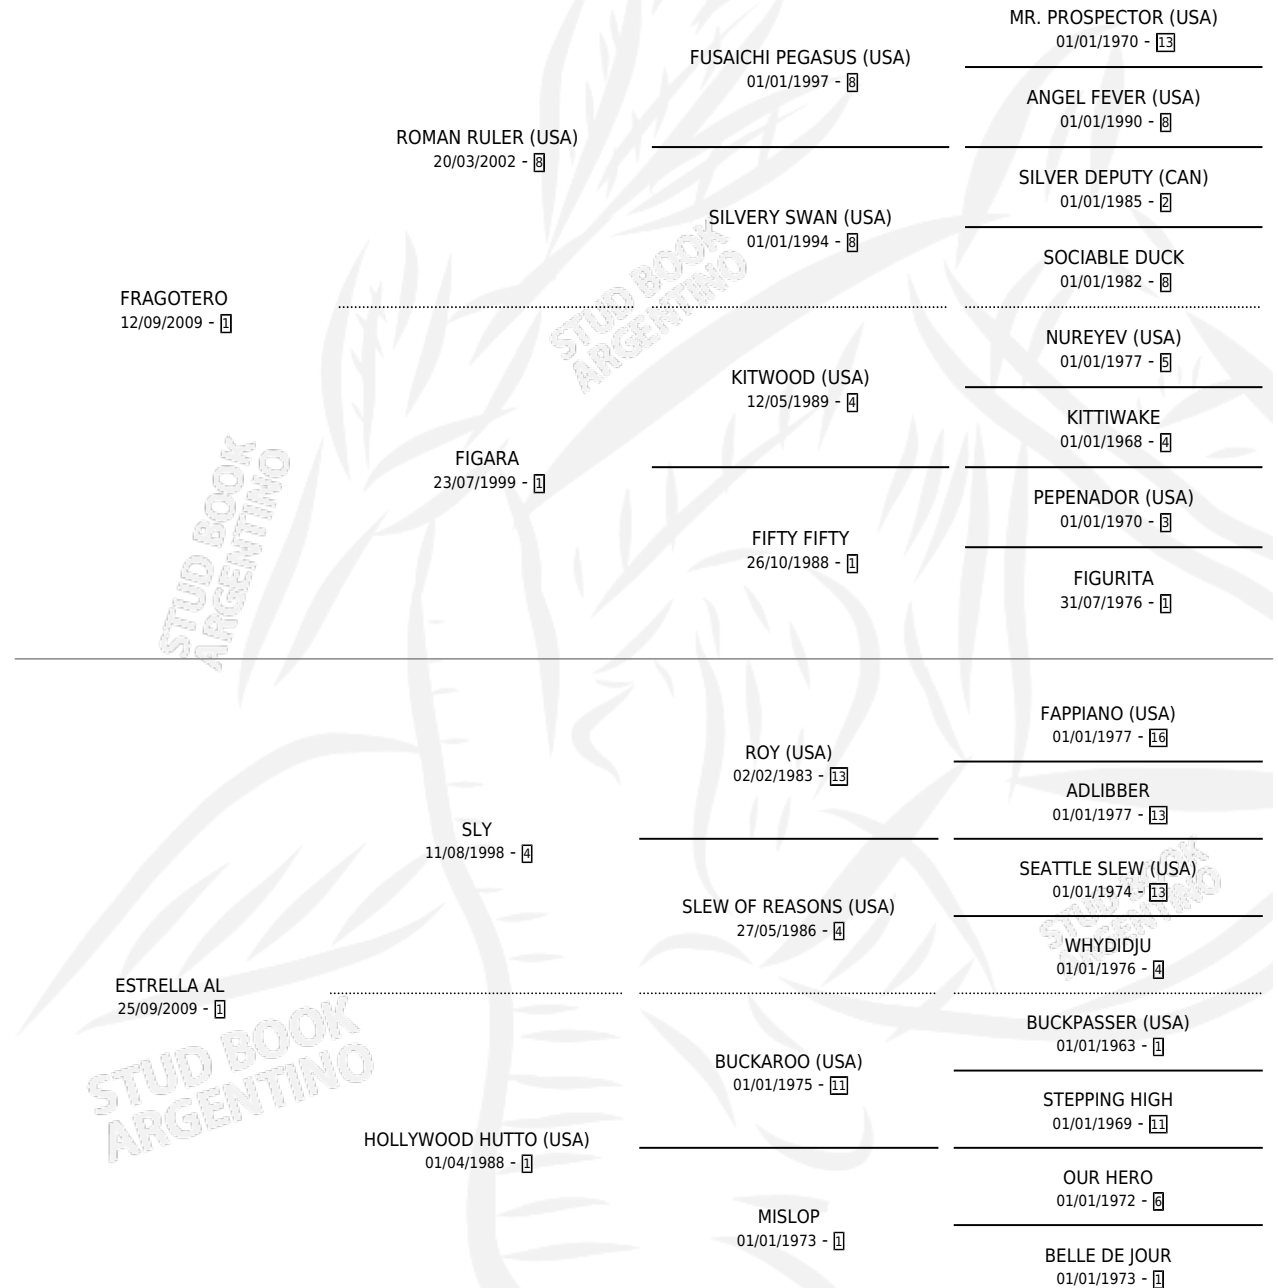 MR. PROSPECTOR (USA)
01/01/1970 - 13
FUSAICHI PEGASUS (USA)
01/01/1997 - 8
ANGEL FEVER (USA)
01/01/1990 - 8
ROMAN RULER (USA)
20/03/2002 - 8
SILVER DEPUTY (CAN)
01/01/1985 - 2
SILVERY SWAN (USA)
01/01/1994 - 8
SOCIABLE DUCK
01/01/1982 - 8
FRAGOTERO
12/09/2009 - 1
STUD BOOK
ARGENTINO
NUREYEV (USA)
01/01/1977 - 5
KITWOOD (USA)
12/05/1989 - 4
KITTIWAKE
01/01/1968 - 4
FIGARA
23/07/1999 - 1
PEPENADOR (USA)
01/01/1970 - 3
FIFTY FIFTY
26/10/1988 - 1
FIGURITA
31/07/1976 - 1
STUD BOOK
ARGENTINO
FAPPIANO (USA)
01/01/1977 - 16
ROY (USA)
02/02/1983 - 13
ADLIBBER
01/01/1977 - 13
SLY
11/08/1998 - 4
SEATTLE SLEW (USA)
01/01/1974 - 13
SLEW OF REASONS (USA)
27/05/1986 - 4
STUD BOOK
ARGENTINO
WHYDIDJU
01/01/1976 - 4
ESTRELLA AL
25/09/2009 - 1
STUD BOOK
ARGENTINO
BUCKPASSER (USA)
01/01/1963 - 1
BUCKAROO (USA)
01/01/1975 - 11
STEPPING HIGH
01/01/1969 - 11
HOLLYWOOD HUTTO (USA)
01/04/1988 - 1
OUR HERO
01/01/1972 - 6
MISLOP
01/01/1973 - 1
BELLE DE JOUR
01/01/1973 - 1